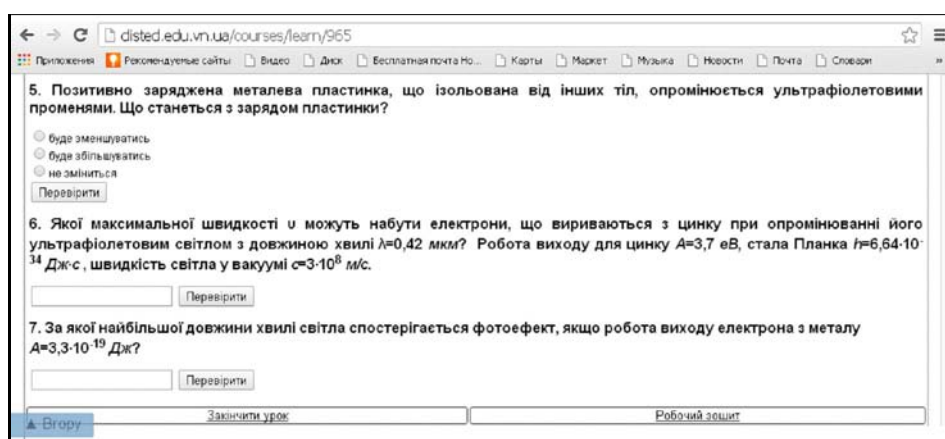 disted.edu.vn.ua/courses/learn/965
Приложения Рекомендуемые сайты Видео Диск Бесплатная почта Но... Карты Маркет Музыка Новости Почта Словари »
5. Позитивно заряджена металева пластинка, що ізольована від інших тіл, опромінюється ультрафіолетовими
променями. Що станеться з зарядом пластинки?
буде зменшуватись
буде збільшуватись
не зміниться
Перевірити
6. Якої максимальної швидкості υ можуть набути електрони, що вириваються з цинку при опромінюванні його
ультрафіолетовим світлом з довжиною хвилі λ=0,42 мкм? Робота виходу для цинку А=3,7 еВ, стала Планка h=6,64·10⁻
³⁴ Дж·с , швидкість світла у вакуумі с=3·10⁸ м/с.
Перевірити
7. За якої найбільшої довжини хвилі світла спостерігається фотоефект, якщо робота виходу електрона з металу
А=3,3·10⁻¹⁹ Дж?
Перевірити
Закінчити урок Робочий зошит
▲ Вгору